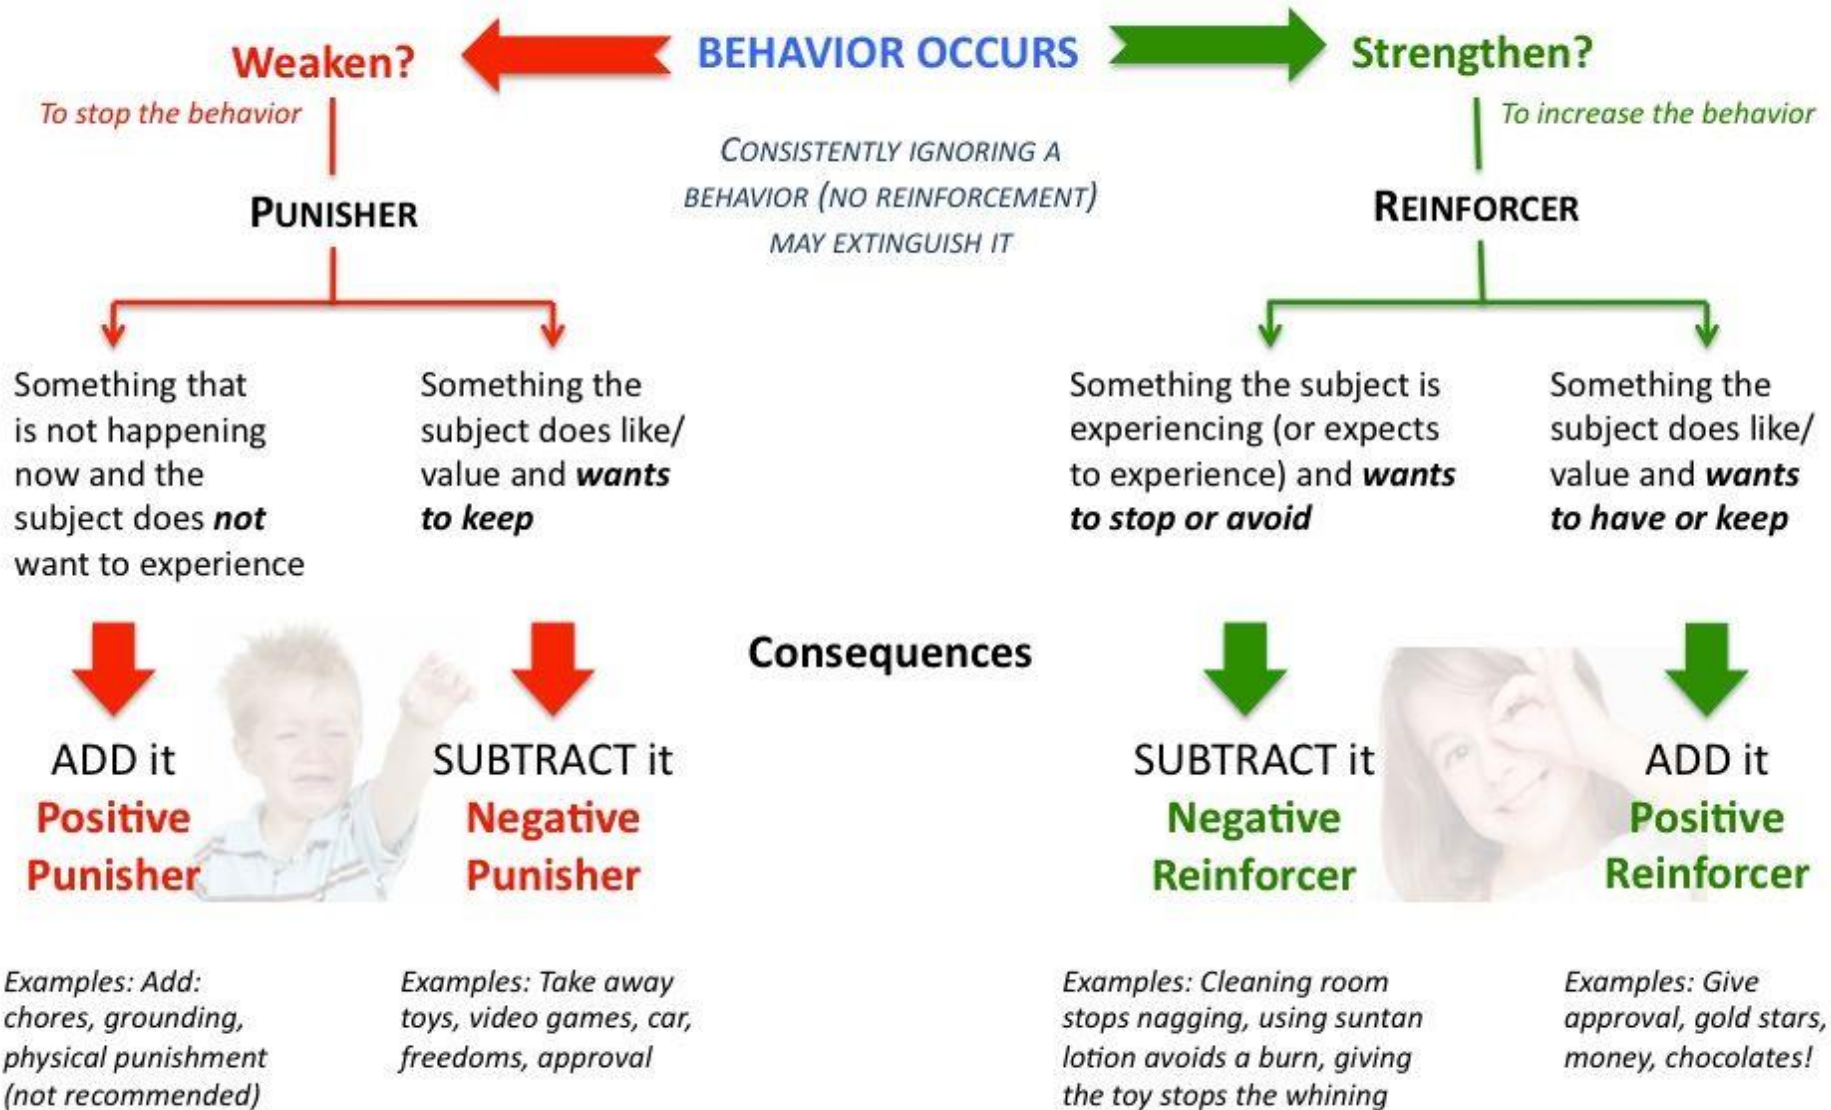 Weaken?
BEHAVIOR OCCURS
Strengthen?
To stop the behavior
To increase the behavior
CONSISTENTLY IGNORING A
BEHAVIOR (NO REINFORCEMENT)
MAY EXTINGUISH IT
PUNISHER
REINFORCER
Something that
is not happening
now and the
subject does not
want to experience
Something the
subject does like/
value and wants
to keep
Something the subject is
experiencing (or expects
to experience) and wants
to stop or avoid
Something the
subject does like/
value and wants
to have or keep
Consequences
ADD it
Positive
Punisher
SUBTRACT it
Negative
Punisher
SUBTRACT it
Negative
Reinforcer
ADD it
Positive
Reinforcer
Examples: Add:
chores, grounding,
physical punishment
(not recommended)
Examples: Take away
toys, video games, car,
freedoms, approval
Examples: Cleaning room
stops nagging, using suntan
lotion avoids a burn, giving
the toy stops the whining
Examples: Give
approval, gold stars,
money, chocolates!